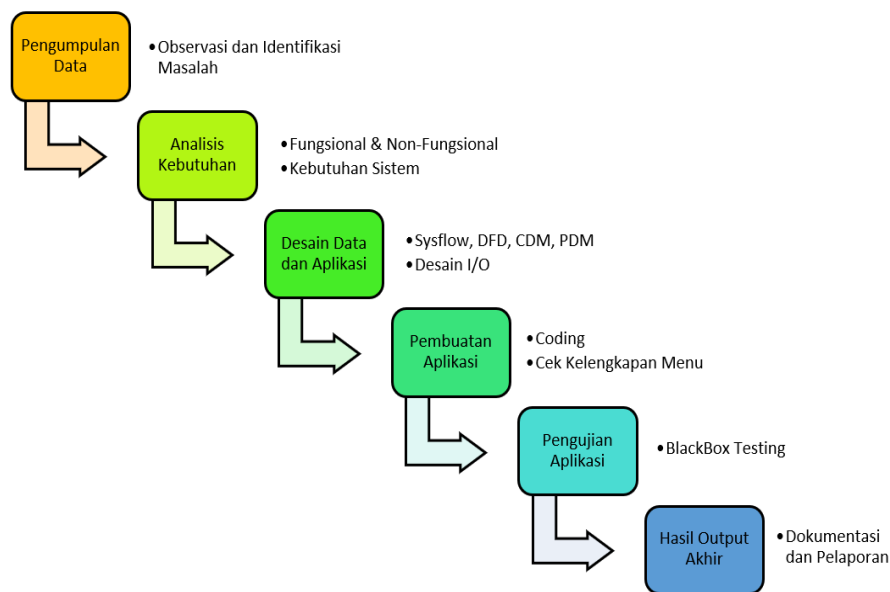 Pengumpulan
Data
•Observasi dan Identifikasi
Masalah
Analisis
Kebutuhan
•Fungsional & Non-Fungsional
•Kebutuhan Sistem
Desain Data
dan Aplikasi
•Sysflow, DFD, CDM, PDM
•Desain I/O
Pembuatan
Aplikasi
•Coding
•Cek Kelengkapan Menu
Pengujian
Aplikasi
•BlackBox Testing
Hasil Output
Akhir
•Dokumentasi
dan Pelaporan